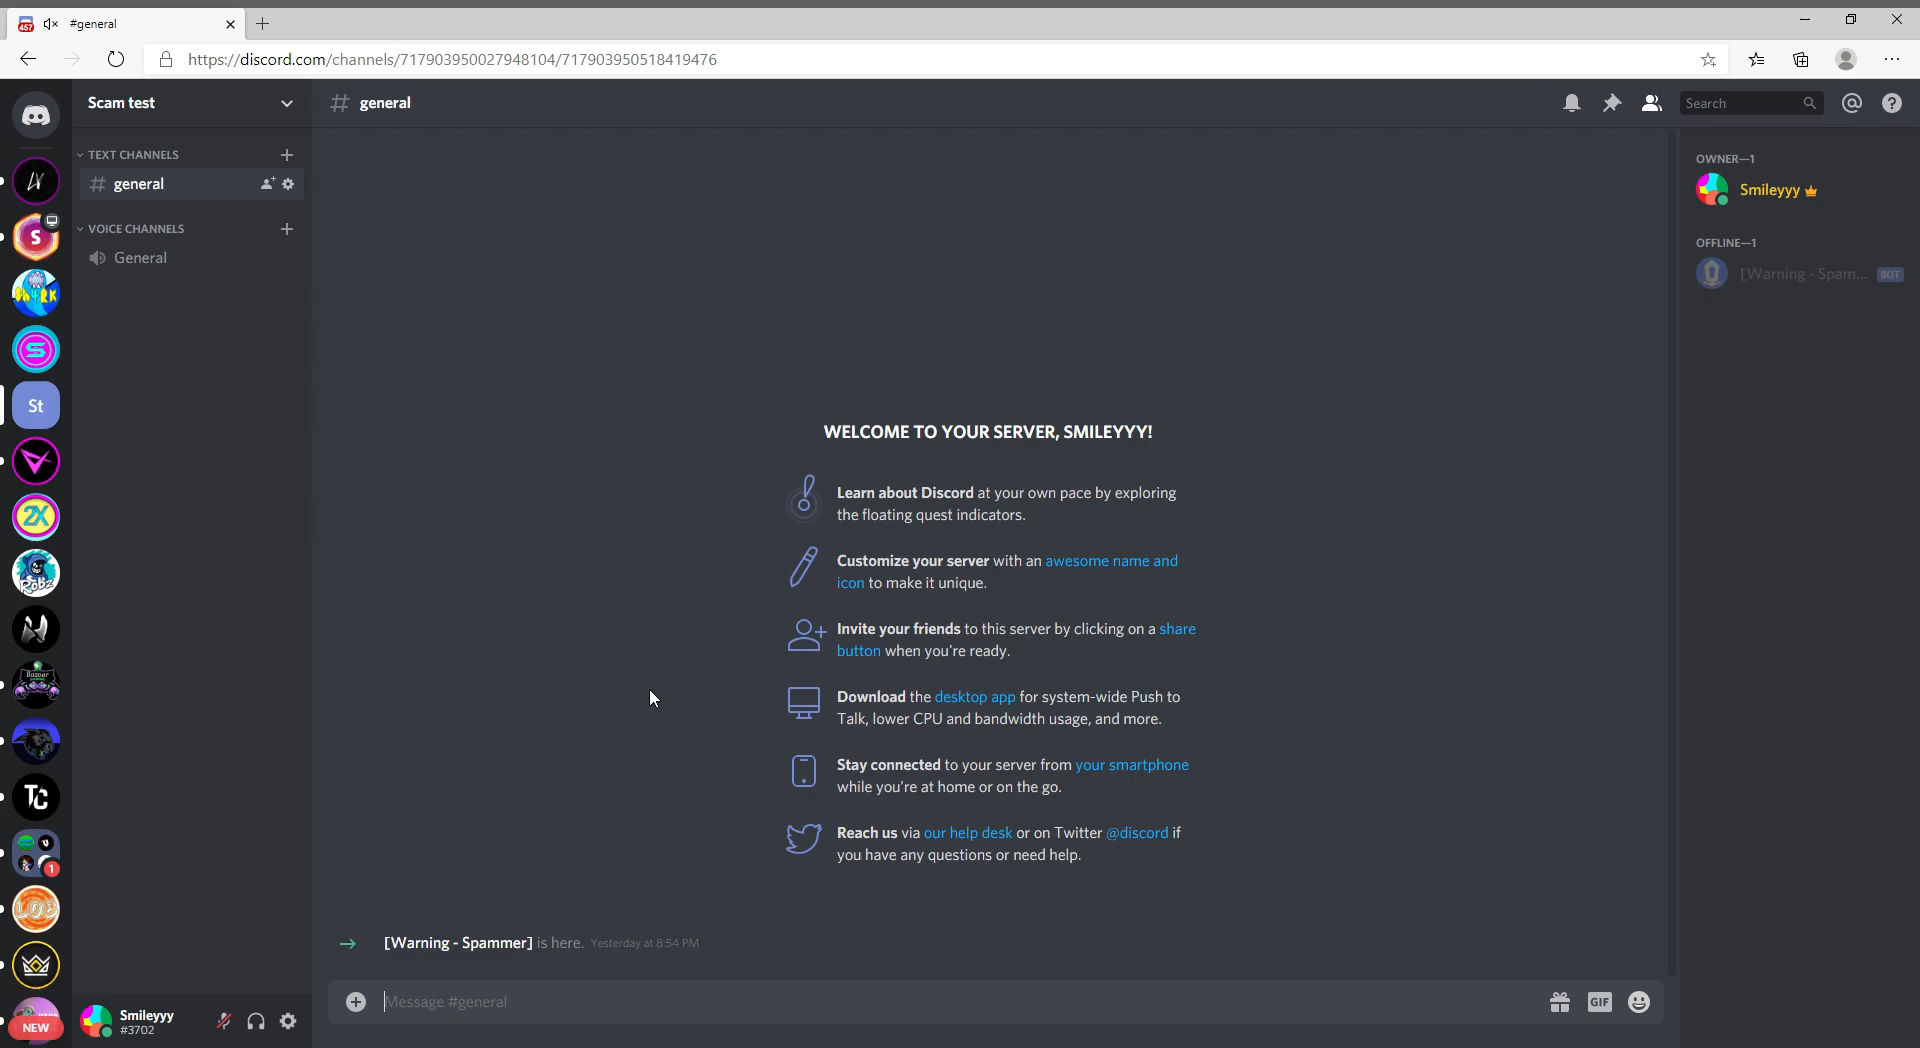 457
#general
https://discord.com/channels/717903950027948104/717903950518419476
Scam test
general
Search
TEXT CHANNELS
general
VOICE CHANNELS
General
S
St
2X
ROBZ
Bazaar
TC
1
LOE
NEW
WELCOME TO YOUR SERVER, SMILEYYY!
Learn about Discord at your own pace by exploring
the floating quest indicators.
Customize your server with an awesome name and
icon to make it unique.
Invite your friends to this server by clicking on a share
button when you're ready.
Download the desktop app for system-wide Push to
Talk, lower CPU and bandwidth usage, and more.
Stay connected to your server from your smartphone
while you're at home or on the go.
Reach us via our help desk or on Twitter @discord if
you have any questions or need help.
[Warning - Spammer] is here. Yesterday at 8:54 PM
Message #general
GIF
Smileyyy
#3702
OWNER—1
Smileyyy
OFFLINE—1
[Warning - Spam... BOT